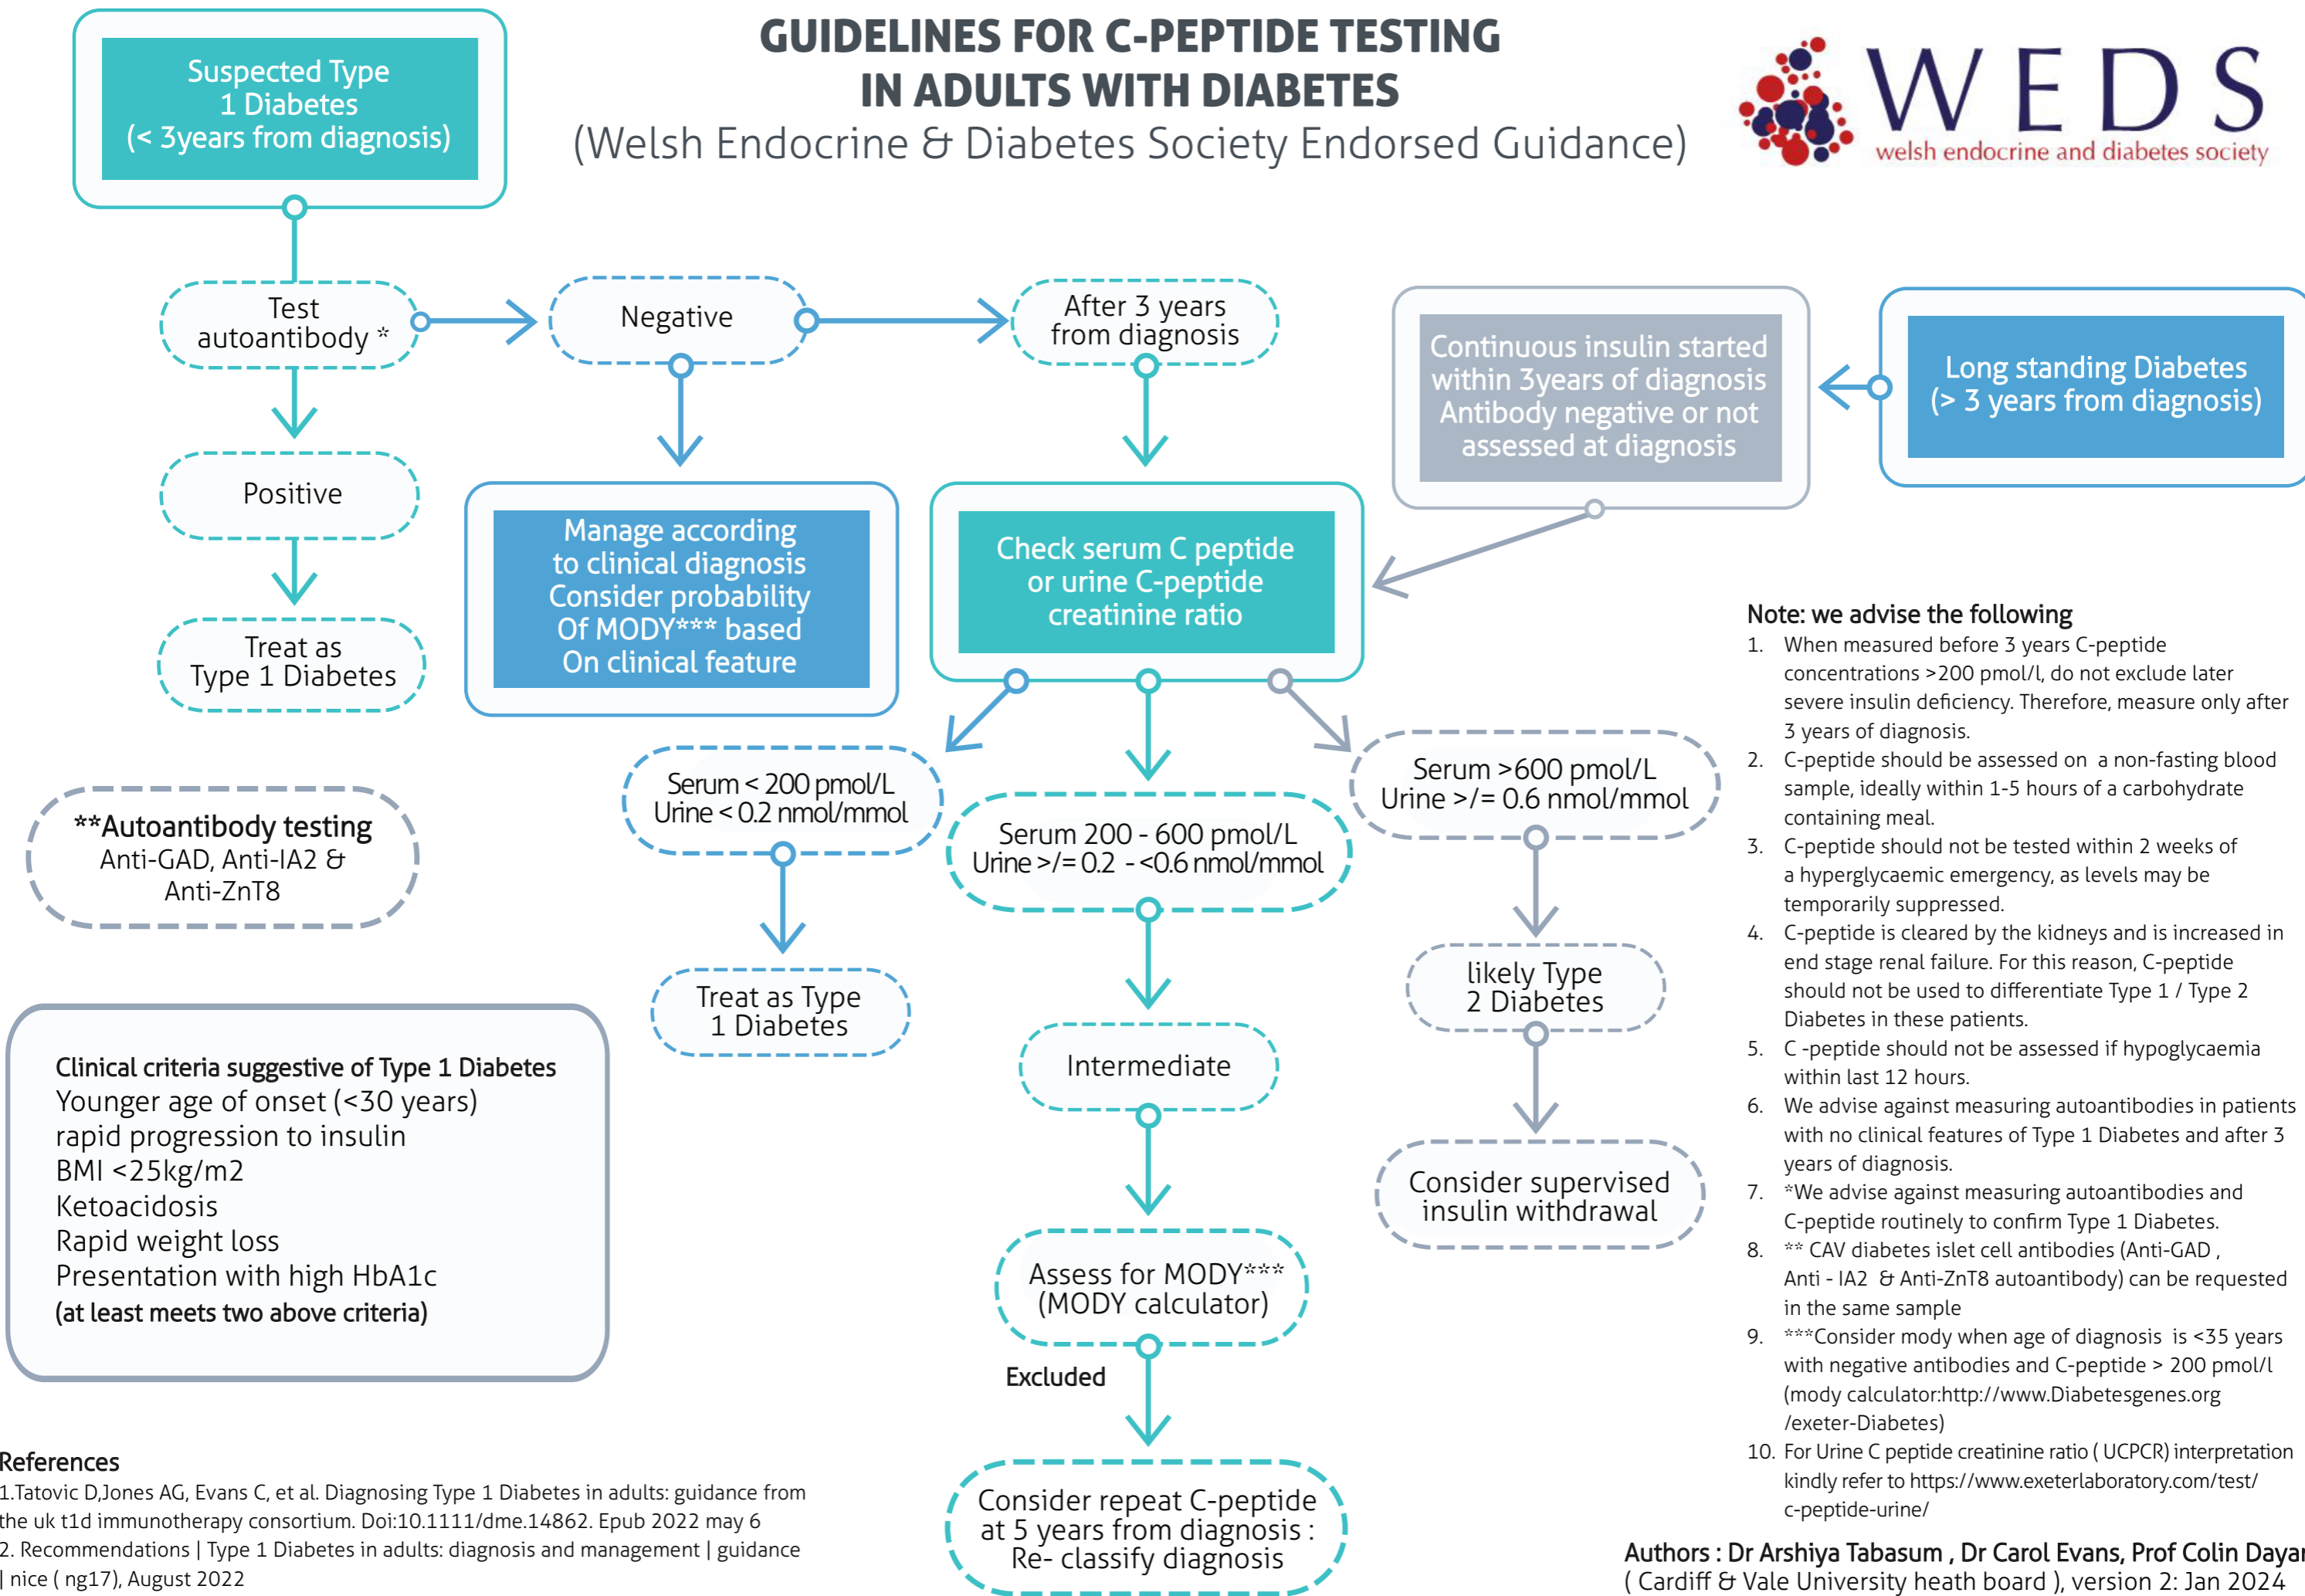 GUIDELINES FOR C-PEPTIDE TESTING
IN ADULTS WITH DIABETES
(Welsh Endocrine & Diabetes Society Endorsed Guidance)
WEDS
welsh endocrine and diabetes society
Suspected Type
1 Diabetes
(< 3years from diagnosis)
Test
autoantibody *
Negative
After 3 years
from diagnosis
Continuous insulin started
within 3years of diagnosis
Antibody negative or not
assessed at diagnosis
Long standing Diabetes
(> 3 years from diagnosis)
Positive
Treat as
Type 1 Diabetes
Manage according
to clinical diagnosis
Consider probability
Of MODY*** based
On clinical feature
Check serum C peptide
or urine C-peptide
creatinine ratio
Serum < 200 pmol/L
Urine < 0.2 nmol/mmol
Serum 200 - 600 pmol/L
Urine >/= 0.2 - <0.6 nmol/mmol
Serum >600 pmol/L
Urine >/= 0.6 nmol/mmol
Treat as Type
1 Diabetes
Intermediate
likely Type
2 Diabetes
Assess for MODY***
(MODY calculator)
Consider supervised
insulin withdrawal
Excluded
Consider repeat C-peptide
at 5 years from diagnosis :
Re- classify diagnosis
**Autoantibody testing
Anti-GAD, Anti-IA2 &
Anti-ZnT8
Clinical criteria suggestive of Type 1 Diabetes
Younger age of onset (<30 years)
rapid progression to insulin
BMI <25kg/m2
Ketoacidosis
Rapid weight loss
Presentation with high HbA1c
(at least meets two above criteria)
Note: we advise the following
1. When measured before 3 years C-peptide
concentrations >200 pmol/l, do not exclude later
severe insulin deficiency. Therefore, measure only after
3 years of diagnosis.
2. C-peptide should be assessed on a non-fasting blood
sample, ideally within 1-5 hours of a carbohydrate
containing meal.
3. C-peptide should not be tested within 2 weeks of
a hyperglycaemic emergency, as levels may be
temporarily suppressed.
4. C-peptide is cleared by the kidneys and is increased in
end stage renal failure. For this reason, C-peptide
should not be used to differentiate Type 1 / Type 2
Diabetes in these patients.
5. C -peptide should not be assessed if hypoglycaemia
within last 12 hours.
6. We advise against measuring autoantibodies in patients
with no clinical features of Type 1 Diabetes and after 3
years of diagnosis.
7. *We advise against measuring autoantibodies and
C-peptide routinely to confirm Type 1 Diabetes.
8. ** CAV diabetes islet cell antibodies (Anti-GAD ,
Anti - IA2 & Anti-ZnT8 autoantibody) can be requested
in the same sample
9. ***Consider mody when age of diagnosis is <35 years
with negative antibodies and C-peptide > 200 pmol/l
(mody calculator:http://www.Diabetesgenes.org
/exeter-Diabetes)
10. For Urine C peptide creatinine ratio ( UCPCR) interpretation
kindly refer to https://www.exeterlaboratory.com/test/
c-peptide-urine/
References
1.Tatovic D,Jones AG, Evans C, et al. Diagnosing Type 1 Diabetes in adults: guidance from
the uk t1d immunotherapy consortium. Doi:10.1111/dme.14862. Epub 2022 may 6
2. Recommendations | Type 1 Diabetes in adults: diagnosis and management | guidance
| nice ( ng17), August 2022
Authors : Dr Arshiya Tabasum , Dr Carol Evans, Prof Colin Dayan
( Cardiff & Vale University heath board ), version 2: Jan 2024